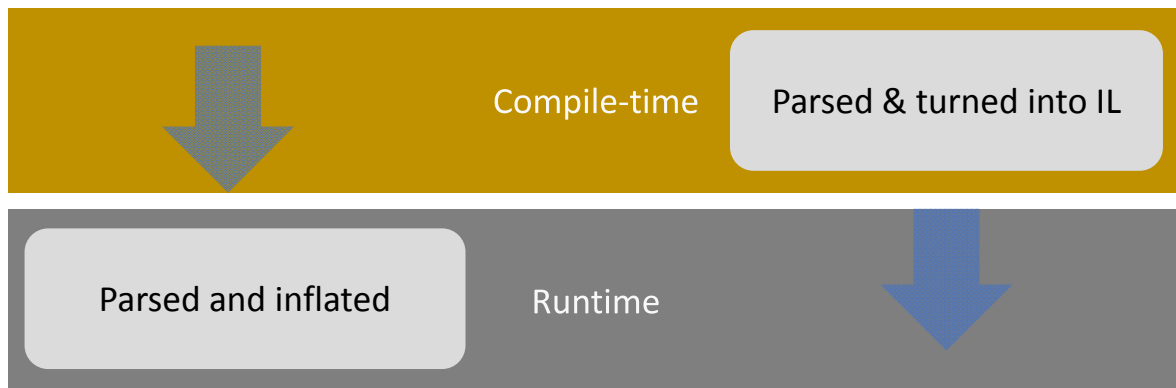 Compile-time
Parsed & turned into IL
Parsed and inflated
Runtime